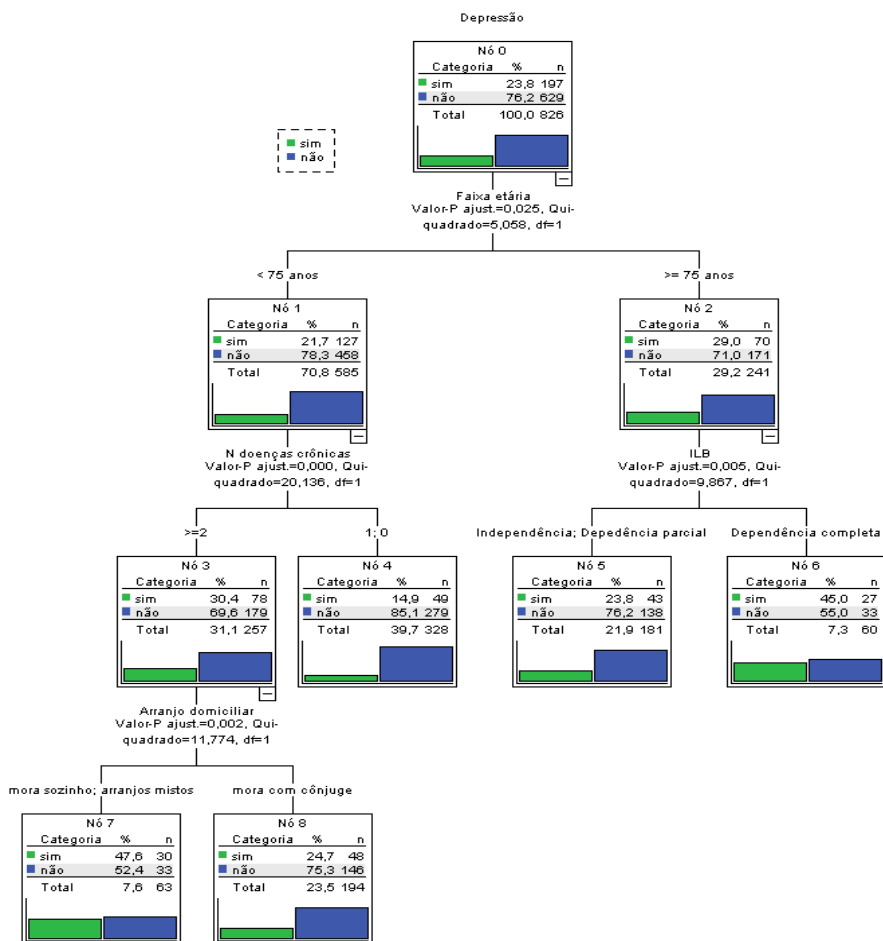 Depressão
Nó 0
Categoria % n
sim 23,8 197
não 76,2 629
Total 100,0 826
sim
não
Faixa etária
Valor-P ajust.=0,025, Qui-
quadrado=5,058, df=1
< 75 anos
>= 75 anos
Nó 1
Categoria % n
sim 21,7 127
não 78,3 458
Total 70,8 585
Nó 2
Categoria % n
sim 29,0 70
não 71,0 171
Total 29,2 241
N doenças crônicas
Valor-P ajust.=0,000, Qui-
quadrado=20,136, df=1
ILB
Valor-P ajust.=0,005, Qui-
quadrado=9,867, df=1
>=2
1; 0
Independência; Depedência parcial
Dependência completa
Nó 3
Categoria % n
sim 30,4 78
não 69,6 179
Total 31,1 257
Nó 4
Categoria % n
sim 14,9 49
não 85,1 279
Total 39,7 328
Nó 5
Categoria % n
sim 23,8 43
não 76,2 138
Total 21,9 181
Nó 6
Categoria % n
sim 45,0 27
não 55,0 33
Total 7,3 60
Arranjo domiciliar
Valor-P ajust.=0,002, Qui-
quadrado=11,774, df=1
mora sozinho; arranjos mistos
mora com cônjuge
Nó 7
Categoria % n
sim 47,6 30
não 52,4 33
Total 7,6 63
Nó 8
Categoria % n
sim 24,7 48
não 75,3 146
Total 23,5 194